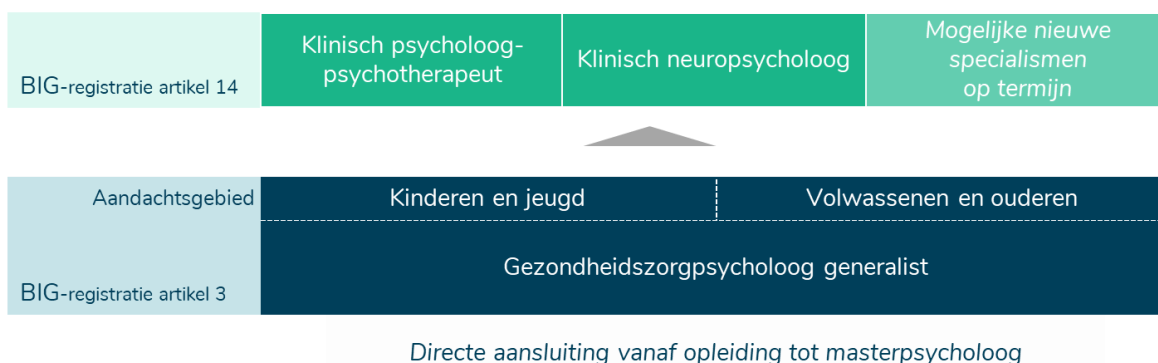 BIG-registratie artikel 14
Klinisch psycholoog-
psychotherapeut
Klinisch neuropsycholoog
Mogelijke nieuwe
specialismen
op termijn
Aandachtsgebied
Kinderen en jeugd
Volwassenen en ouderen
BIG-registratie artikel 3
Gezondheidszorgpsycholoog generalist
Directe aansluiting vanaf opleiding tot masterpsycholoog